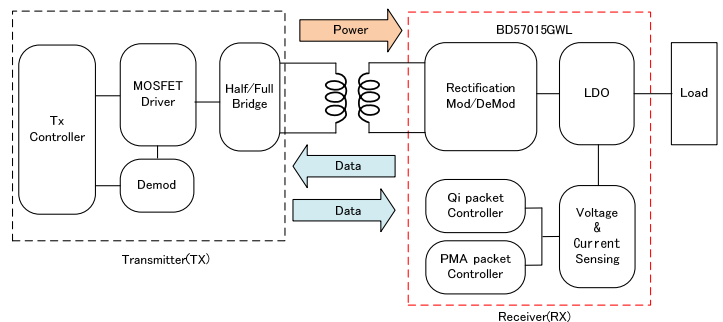 Power
BD57015GWL
Tx
Controller
MOSFET
Driver
Half/Full
Bridge
Rectification
Mod/DeMod
LDO
Load
Demod
Data
Data
Qi packet
Controller
PMA packet
Controller
Voltage
&
Current
Sensing
Transmitter(TX)
Receiver(RX)